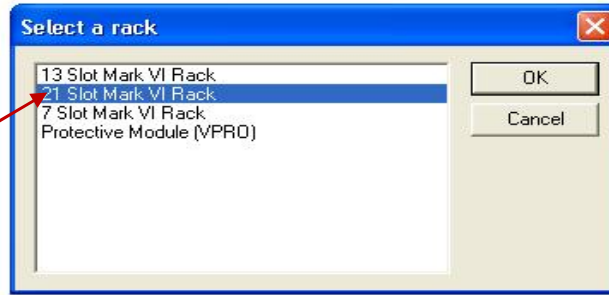 Select a rack
13 Slot Mark VI Rack
21 Slot Mark VI Rack
7 Slot Mark VI Rack
Protective Module (VPRO)
OK
Cancel